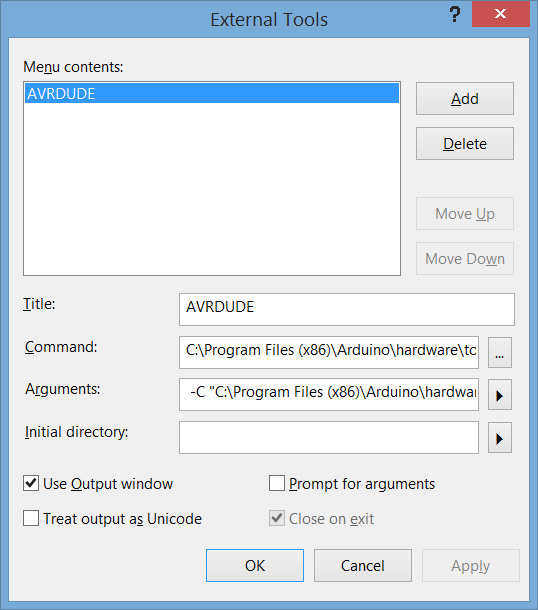 External Tools
?
Menu contents:
AVRDUDE
Add
Delete
Move Up
Move Down
Title:
AVRDUDE
Command:
C:\Program Files (x86)\Arduino\hardware\to
...
Arguments:
-C "C:\Program Files (x86)\Arduino\hardwar
Initial directory:
Use Output window
Prompt for arguments
Treat output as Unicode
Close on exit
OK
Cancel
Apply